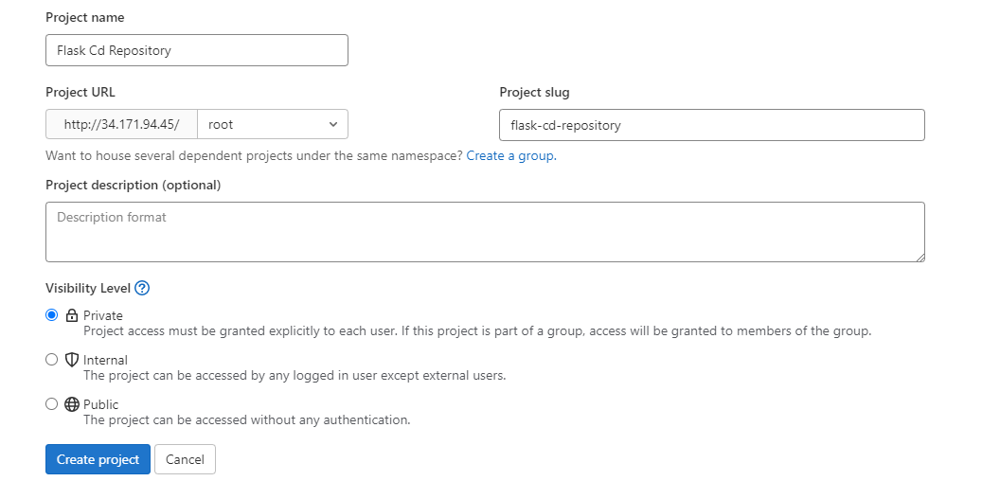 Project name
Flask Cd Repository
Project URL
Project slug
http://34.171.94.45/ root
flask-cd-repository
Want to house several dependent projects under the same namespace? Create a group.
Project description (optional)
Description format
Visibility Level
Private
Project access must be granted explicitly to each user. If this project is part of a group, access will be granted to members of the group.
Internal
The project can be accessed by any logged in user except external users.
Public
The project can be accessed without any authentication.
Create project Cancel